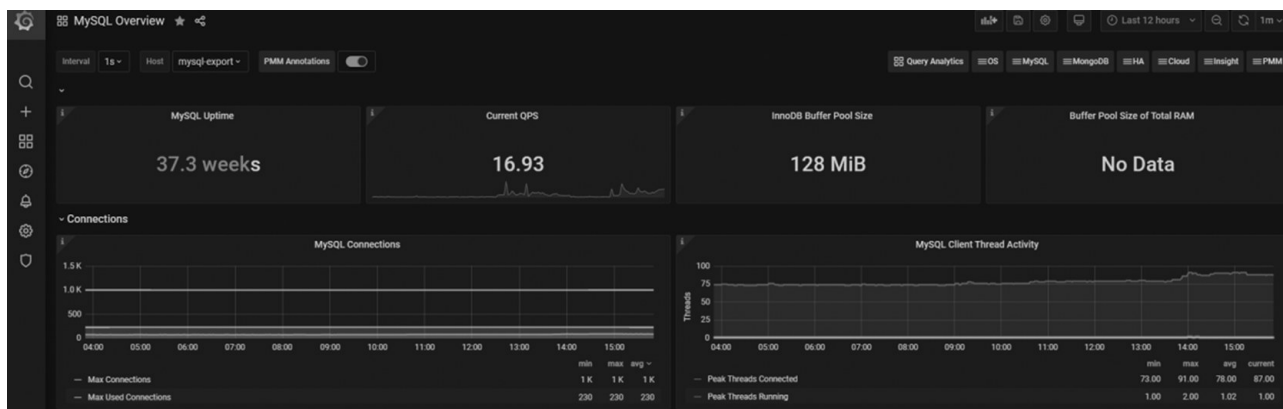 MySQL Overview
Last 12 hours
1m
Interval 1s Host mysql-export PMM Annotations
Query Analytics OS MySQL MongoDB HA Cloud Insight PMM
MySQL Uptime
37.3 weeks
Current QPS
16.93
InnoDB Buffer Pool Size
128 MiB
Buffer Pool Size of Total RAM
No Data
Connections
MySQL Connections
1.5 K
1.0 K
500
0
04:00 05:00 06:00 07:00 08:00 09:00 10:00 11:00 12:00 13:00 14:00 15:00
min max avg
Max Connections 1 K 1 K 1 K
Max Used Connections 230 230 230
MySQL Client Thread Activity
Threads
100
75
50
25
0
04:00 05:00 06:00 07:00 08:00 09:00 10:00 11:00 12:00 13:00 14:00 15:00
min max avg current
Peak Threads Connected 73.00 91.00 78.00 87.00
Peak Threads Running 1.00 2.00 1.02 1.00